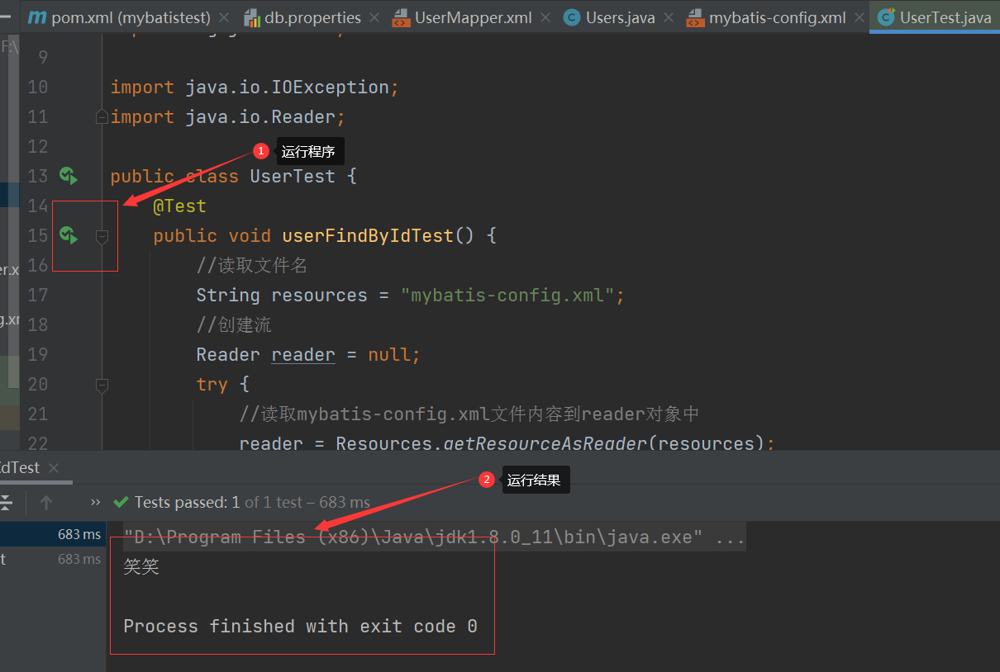 pom.xml (mybatistest) db.properties UserMapper.xml Users.java mybatis-config.xml UserTest.java
F:\
9
10 import java.io.IOException;
11 import java.io.Reader;
12
1 运行程序
13 public class UserTest {
14 @Test
15 public void userFindByIdTest() {
16 //读取文件名
17 String resources = "mybatis-config.xml";
18 //创建流
19 Reader reader = null;
20 try {
21 //读取mybatis-config.xml文件内容到reader对象中
22 reader = Resources.getResourceAsReader(resources);
dTest
2 运行结果
Tests passed: 1 of 1 test – 683 ms
683 ms "D:\Program Files (x86)\Java\jdk1.8.0_11\bin\java.exe" ...
t 683 ms 笑笑
Process finished with exit code 0